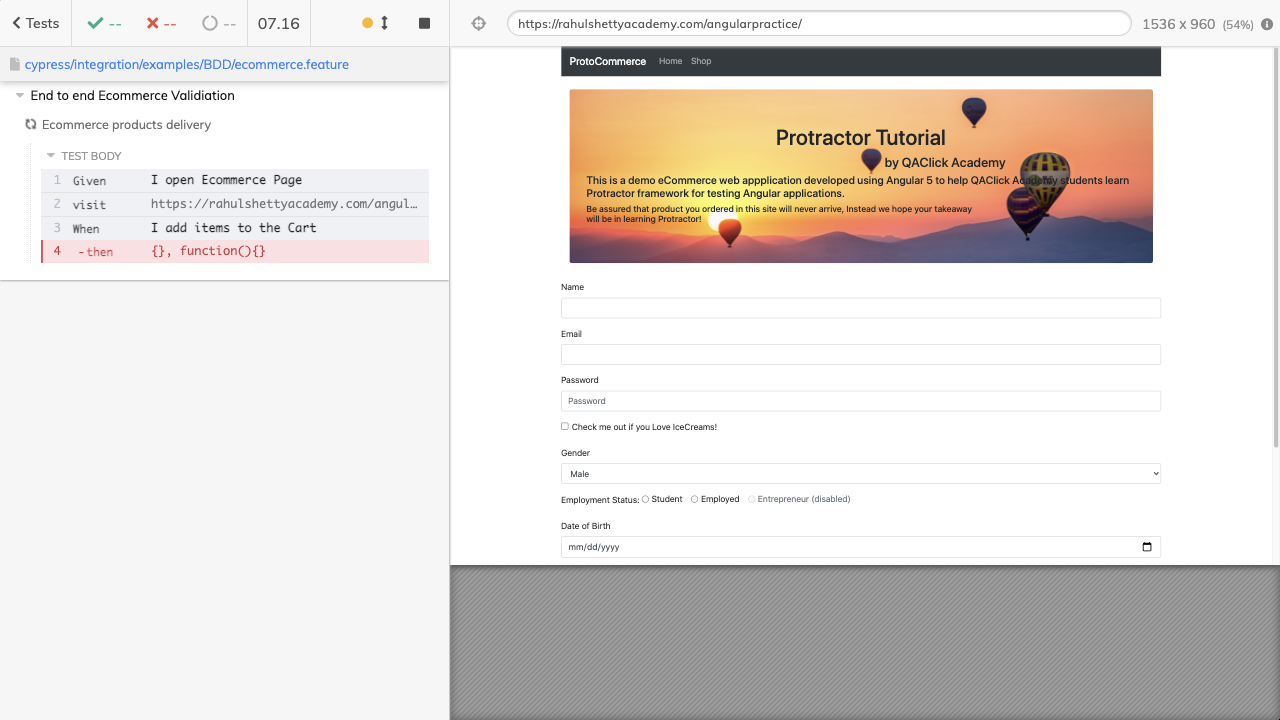 Tests
--
--
--
07.16
https://rahulshettyacademy.com/angularpractice/
1536 x 960 (54%)
cypress/integration/examples/BDD/ecommerce.feature
End to end Ecommerce Validiation
Ecommerce products delivery
TEST BODY
1 Given I open Ecommerce Page
2 visit https://rahulshettyacademy.com/angul...
3 When I add items to the Cart
4 -then {}, function(){}
ProtoCommerce Home Shop
Protractor Tutorial
by QAClick Academy
This is a demo eCommerce web appplication developed using Angular 5 to help QAClick Academy students learn
Protractor framework for testing Angular applications.
Be assured that product you ordered in this site will never arrive, Instead we hope your takeaway
will be in learning Protractor!
Name
Email
Password
Password
Check me out if you Love IceCreams!
Gender
Male
Employment Status: Student Employed Entrepreneur (disabled)
Date of Birth
mm/dd/yyyy